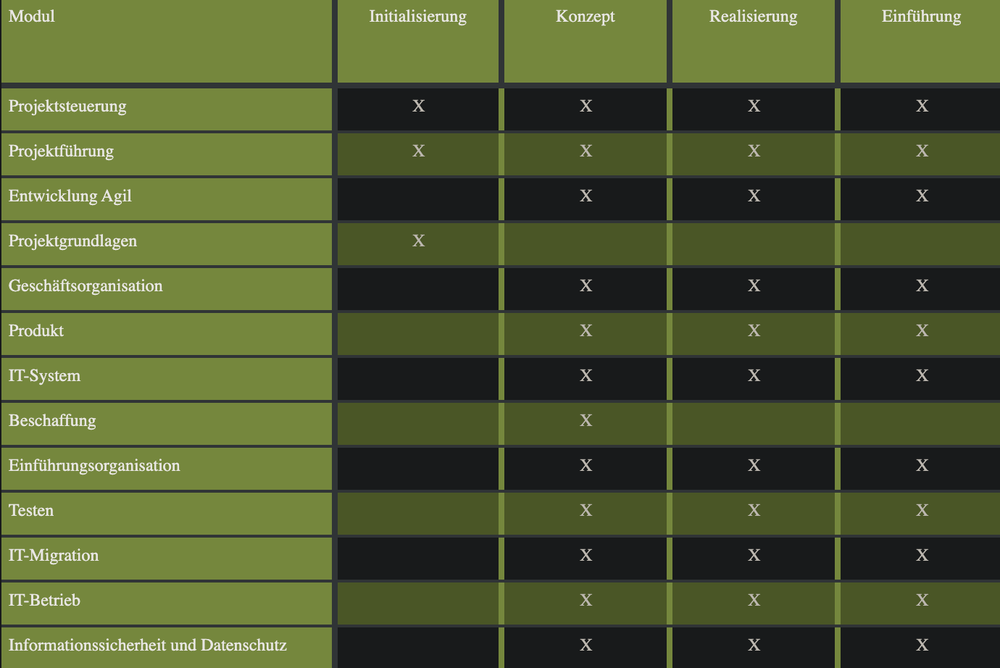 Modul Initialisierung Konzept Realisierung Einführung
Projektsteuerung X X X X
Projektführung X X X X
Entwicklung Agil X X X
Projektgrundlagen X
Geschäftsorganisation X X X
Produkt X X X
IT-System X X X
Beschaffung X
Einführungsorganisation X X X
Testen X X X
IT-Migration X X X
IT-Betrieb X X X
Informationssicherheit und Datenschutz X X X